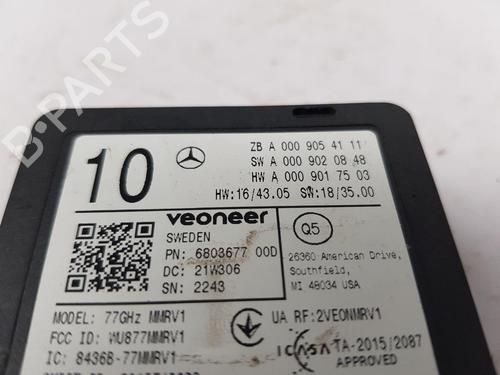 10
ZB A 000 905 41 11
SW A 000 902 08 48
HW A 000 901 75 03
HW:16/43.05 SW:18/35.00
veoneer
SWEDEN
PN: 6808677 00D
DC: 21W306
SN: 2243
Q5
26360 American Drive,
Southfield,
MI 48034 USA
MODEL: 77GHz MMRV1
FCC ID: WU877MMRV1
IC: 8436B-77MMRV1
UA RF:2VEONMRV1
ICASA TA-2015/2087
APPROVED
B-PARTS